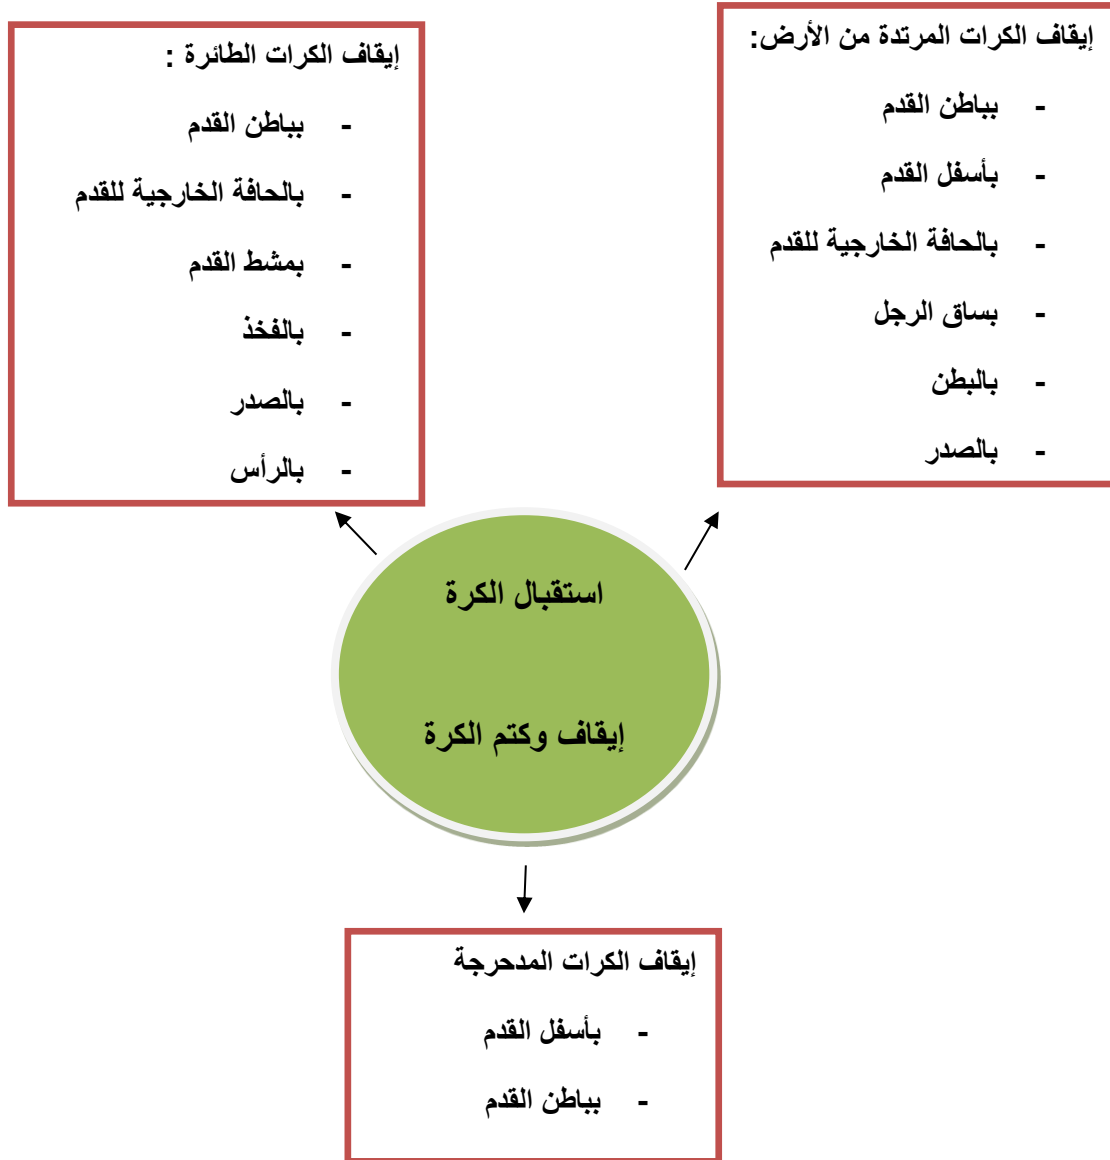 إيقاف الكرات المرتدة من الأرض:
- بباطن القدم
- بأسفل القدم
- بالحافة الخارجية للقدم
- بساق الرجل
- بالبطن
- بالصدر
إيقاف الكرات الطائرة :
- بباطن القدم
- بالحافة الخارجية للقدم
- بمشط القدم
- بالفخذ
- بالصدر
- بالرأس
استقبال الكرة
إيقاف وكتم الكرة
إيقاف الكرات المدحرجة
- بأسفل القدم
- بباطن القدم